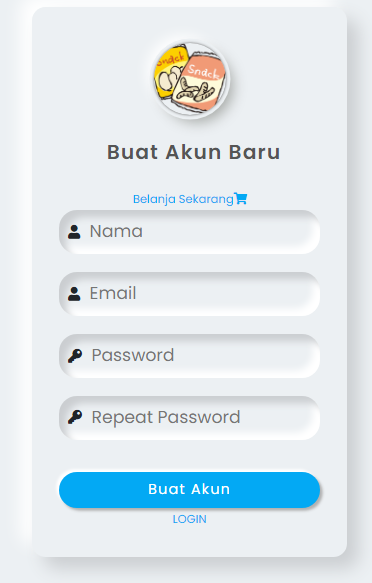 Snack
Snack
Buat Akun Baru
Belanja Sekarang
Nama
Email
Password
Repeat Password
Buat Akun
LOGIN